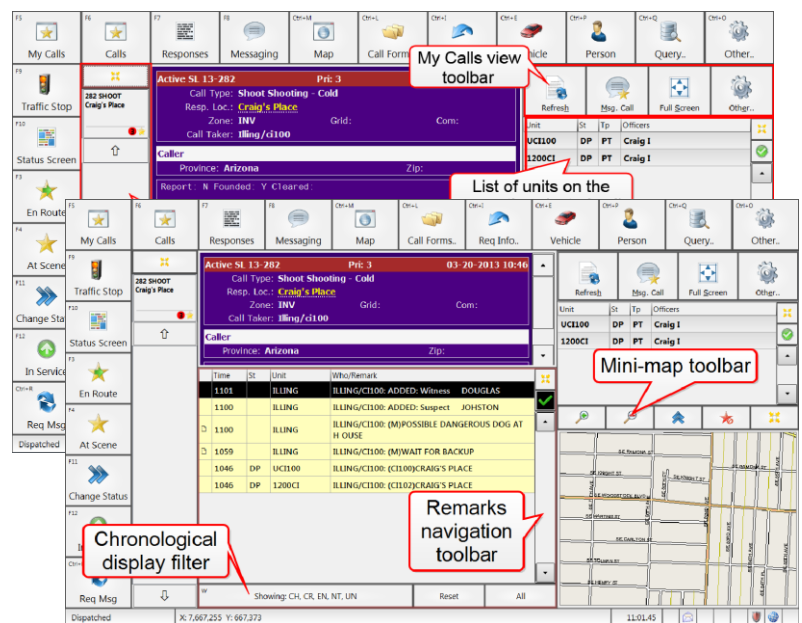 F5 F6 F7 F8 Ctrl+M Ctrl+L Ctrl+I Ctrl+E Ctrl+P Ctrl+Q Ctrl+O
My Calls Calls Responses Messaging Map Call Form Person Query.. Other..
My Calls view
toolbar
F9
Traffic Stop
282 SHOOT
Craig's Place
Active SL 13-282 Pri: 3
Call Type: Shoot Shooting - Cold
Resp. Loc.: Craig's Place
Zone: INV Grid: Com:
Call Taker: Illing/ci100
Caller
Province: Arizona Zip:
Report: N Founded: Y Cleared:
Refresh Msg. Call Full Screen Other..
Unit St Tp Officers
UCI100 DP PT Craig I
1200CI DP PT Craig I
List of units on the
F10
Status Screen
F3
En Route
F4
At Scene
F11
Change Sta
F12
In Service
Ctrl+R
Req Msg
Dispatched
F5 F6 F7 F8 Ctrl+M Ctrl+L Ctrl+I Ctrl+E Ctrl+P Ctrl+Q Ctrl+O
My Calls Calls Responses Messaging Map Call Forms.. Req Info.. Vehicle Person Query.. Other..
F9
Traffic Stop
282 SHOOT
Craig's Place
Active SL 13-282 Pri: 3 03-20-2013 10:46
Call Type: Shoot Shooting - Cold
Resp. Loc.: Craig's Place
Zone: INV Grid: Com:
Call Taker: Illing/ci100
Caller
Province: Arizona Zip:
Refresh Msg. Call Full Screen Other..
Unit St Tp Officers
UCI100 DP PT Craig I
1200CI DP PT Craig I
Mini-map toolbar
F10
Status Screen
F3
En Route
F4
At Scene
F11
Change Status
F12
Req Msg
Time St Unit Who/Remark
1101 ILLING ILLING/CI100: ADDED: Witness DOUGLAS
1100 ILLING ILLING/CI100: ADDED: Suspect JOHSTON
1100 ILLING ILLING/CI100: (M)POSSIBLE DANGEROUS DOG AT
H OUSE
1059 ILLING ILLING/CI100: (M)WAIT FOR BACKUP
1046 DP UCI100 ILLING/CI100: (CI100)CRAIG'S PLACE
1046 DP 1200CI ILLING/CI100: (CI102)CRAIG'S PLACE
Remarks
navigation
toolbar
Chronological
display filter
W
Showing: CH, CR, EN, NT, UN Reset All
Dispatched X: 7,667,255 Y: 667,373 11:01.45